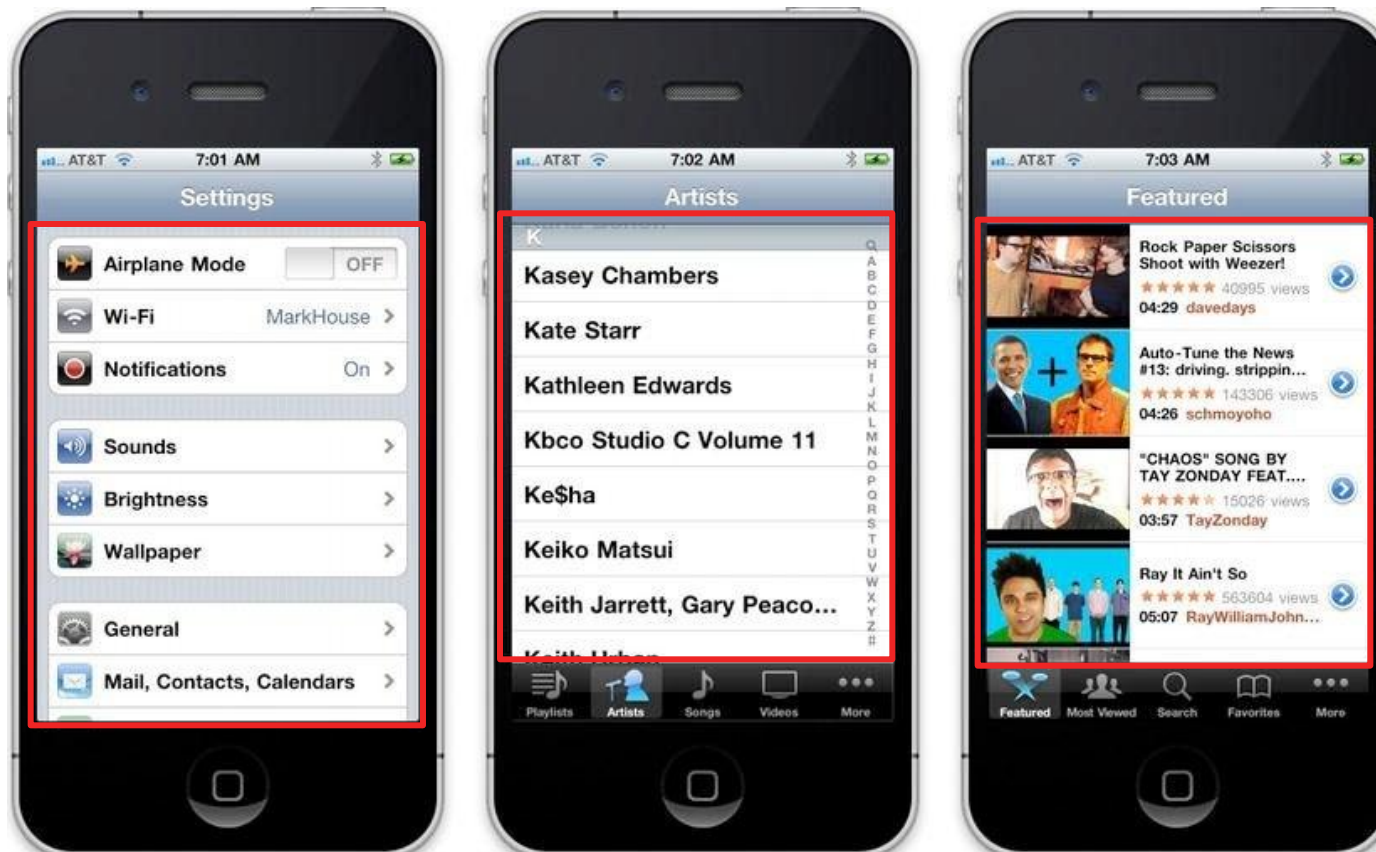 AT&T 7:01 AM
Settings
Airplane Mode OFF
Wi-Fi MarkHouse
Notifications On
Sounds
Brightness
Wallpaper
General
Mail, Contacts, Calendars
AT&T 7:02 AM
Artists
K
Kasey Chambers
Kate Starr
Kathleen Edwards
Kbco Studio C Volume 11
Ke$ha
Keiko Matsui
Keith Jarrett, Gary Peaco...
Keith Urban
A
B
C
D
E
F
G
H
I
J
K
L
M
N
O
P
Q
R
S
T
U
V
W
X
Y
Z
#
Playlists Artists Songs Videos More
AT&T 7:03 AM
Featured
Rock Paper Scissors
Shoot with Weezer!
40995 views
04:29 davedays
Auto-Tune the News
#13: driving. strippin...
143306 views
04:26 schmoyoho
"CHAOS" SONG BY
TAY ZONDAY FEAT....
15026 views
03:57 TayZonday
Ray It Ain't So
563604 views
05:07 RayWilliamJohn...
Featured Most Viewed Search Favorites More